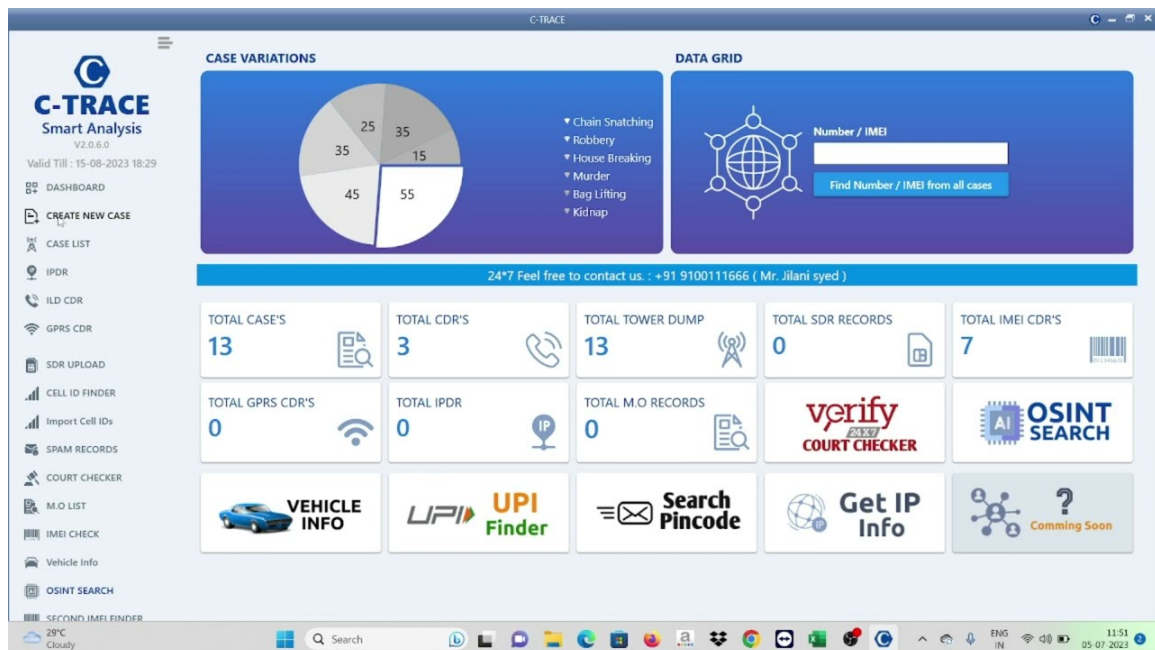 C-TRACE
C-TRACE
Smart Analysis
V2.0.6.0
Valid Till : 15-08-2023 18:29
DASHBOARD
CREATE NEW CASE
CASE LIST
IPDR
ILD CDR
GPRS CDR
SDR UPLOAD
CELL ID FINDER
Import Cell IDs
SPAM RECORDS
COURT CHECKER
M.O LIST
IMEI CHECK
Vehicle Info
OSINT SEARCH
SECOND IMEI FINDER
CASE VARIATIONS
25
35
35
15
45
55
Chain Snatching
Robbery
House Breaking
Murder
Bag Lifting
Kidnap
DATA GRID
Number / IMEI
Find Number / IMEI from all cases
24*7 Feel free to contact us. : +91 9100111666 ( Mr. Jilani syed )
TOTAL CASE'S
13
TOTAL CDR'S
3
TOTAL TOWER DUMP
13
TOTAL SDR RECORDS
0
TOTAL IMEI CDR'S
7
TOTAL GPRS CDR'S
0
TOTAL IPDR
0
IP
TOTAL M.O RECORDS
0
verify
24X7
COURT CHECKER
AI
OSINT
SEARCH
VEHICLE
INFO
UPI
UPI
Finder
Search
Pincode
IP
Get IP
Info
?
Comming Soon
29°C
Cloudy
Search
ENG
IN
11:51
05-07-2023